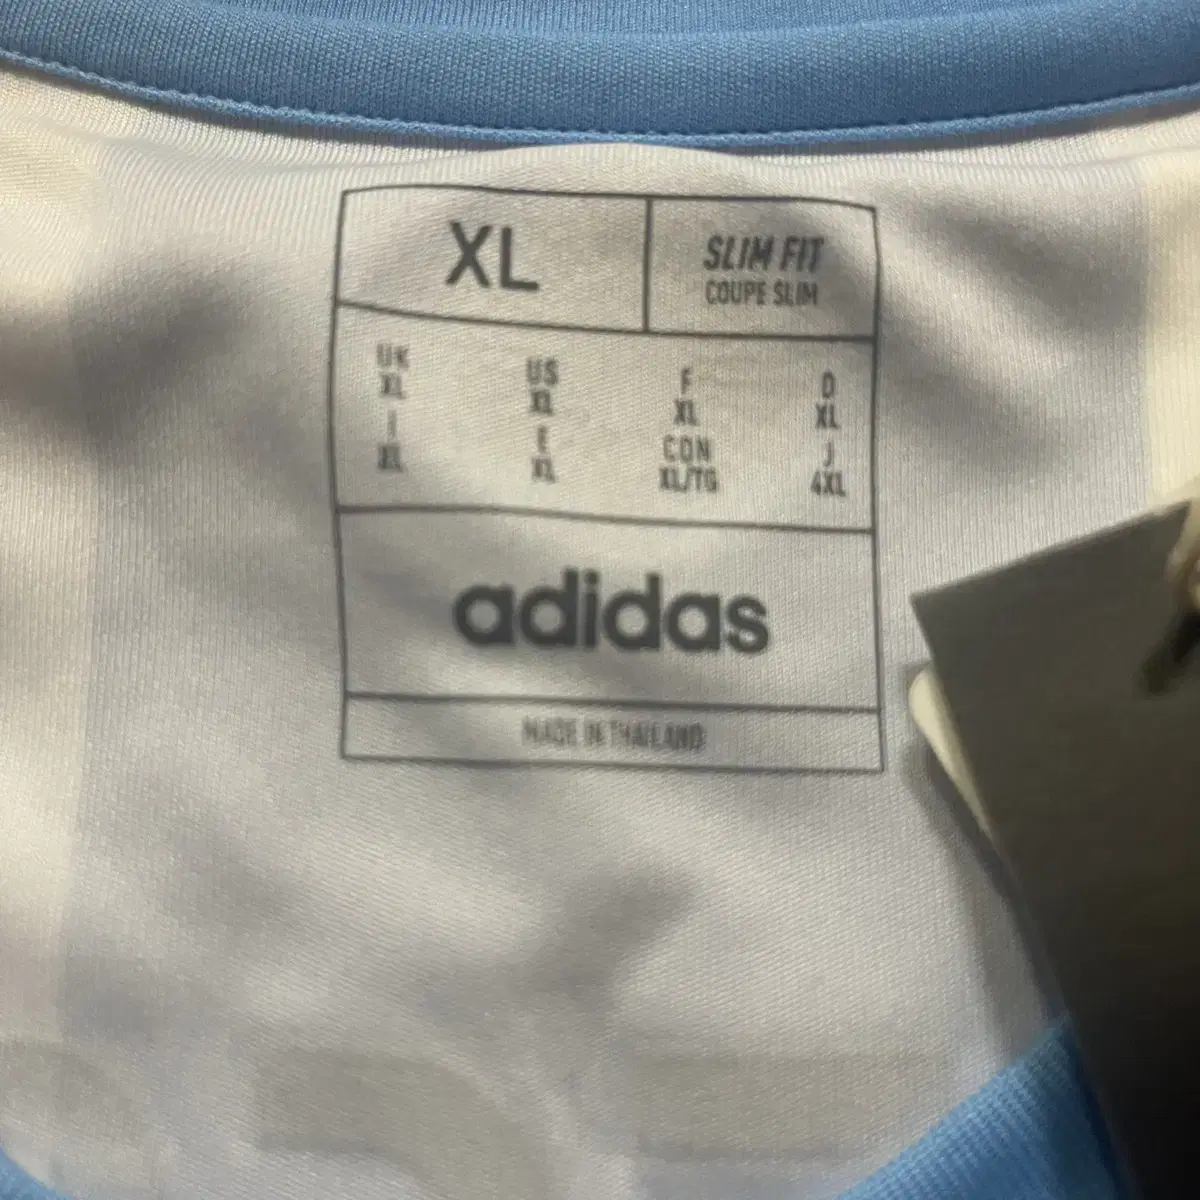 XL
SLIM FIT
COUPE SLIM
UK US F D
XL XL XL XL
I E CDN J
XL XL XL/TG 4XL
adidas
MADE IN THAILAND